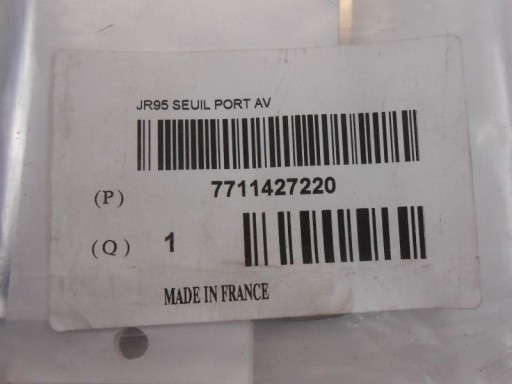 JR95 SEUIL PORT AV
(P) 7711427220
(Q) 1
MADE IN FRANCE